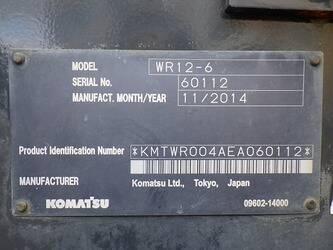 MODEL WR12-6
SERIAL No. 60112
MANUFACT. MONTH/YEAR 11/2014
Product Identification Number *KMTWR004AEA060112*
MANUFACTURER Komatsu Ltd., Tokyo, Japan
KOMATSU 09602-14000